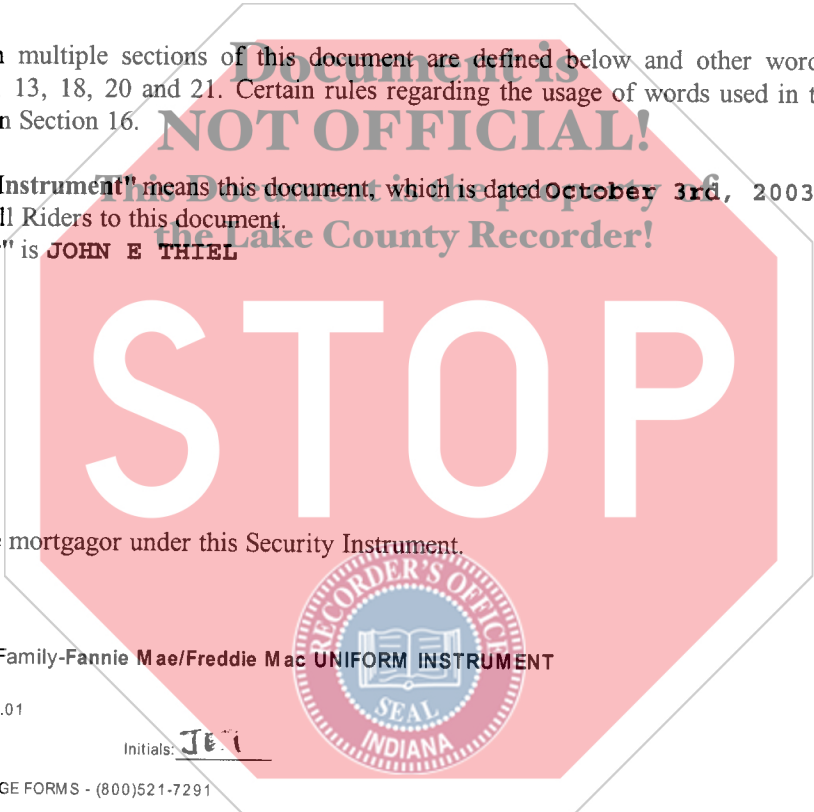 multiple sections of this document are defined below and other
Document is
13, 18, 20 and 21. Certain rules regarding the usage of words used in
n Section 16.
NOT OFFICIAL!
Instrument" means this document, which is dated October 3rd, 2003
This Document is the property of
ll Riders to this document.
the Lake County Recorder!
" is JOHN E THIEL
STOP
mortgagor under this Security Instrument.
RECORDER'S OFFICE
Family-Fannie Mae/Freddie Mac UNIFORM INSTRUMENT
SEAL
INDIANA
.01
Initials: JET
GE FORMS - (800)521-7291